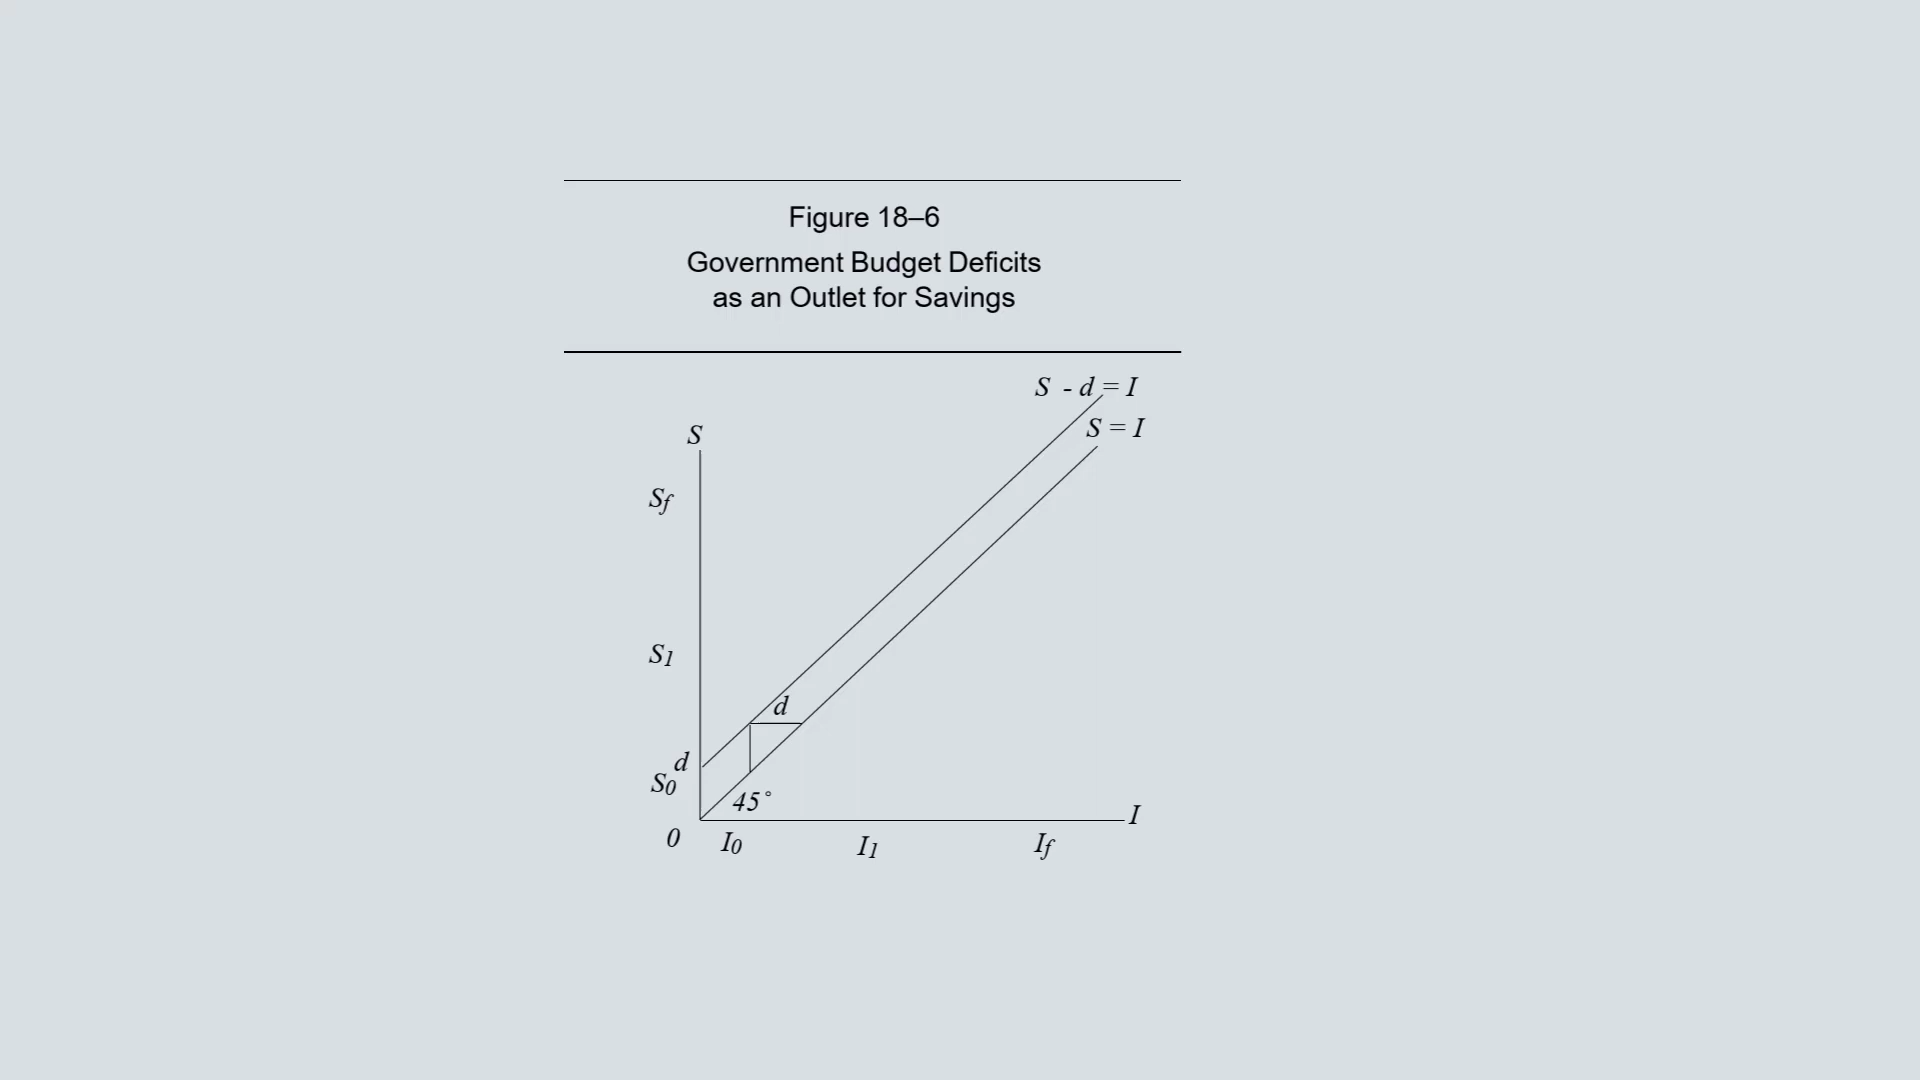 Figure 18–6
Government Budget Deficits
as an Outlet for Savings
S - d = I
S = I
S
Sf
S1
d
d
S0
45°
I
0
I0
I1
If